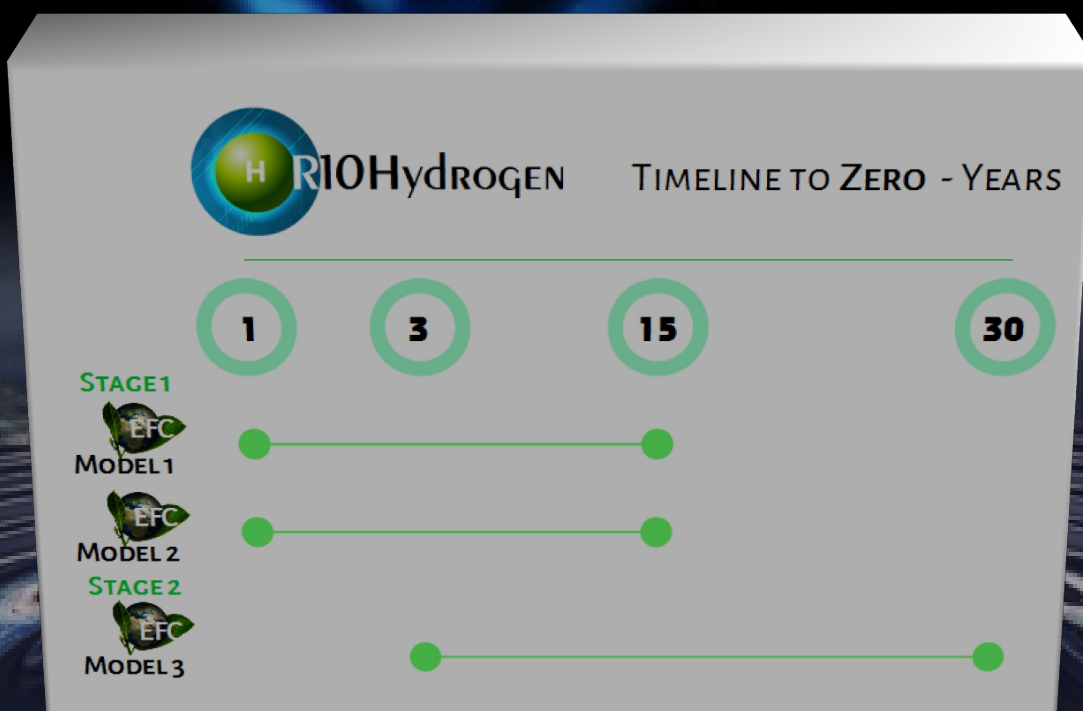 H R10Hydrogen Timeline to Zero - Years
1 3 15 30
Stage 1
EFC
Model 1
EFC
Model 2
Stage 2
EFC
Model 3